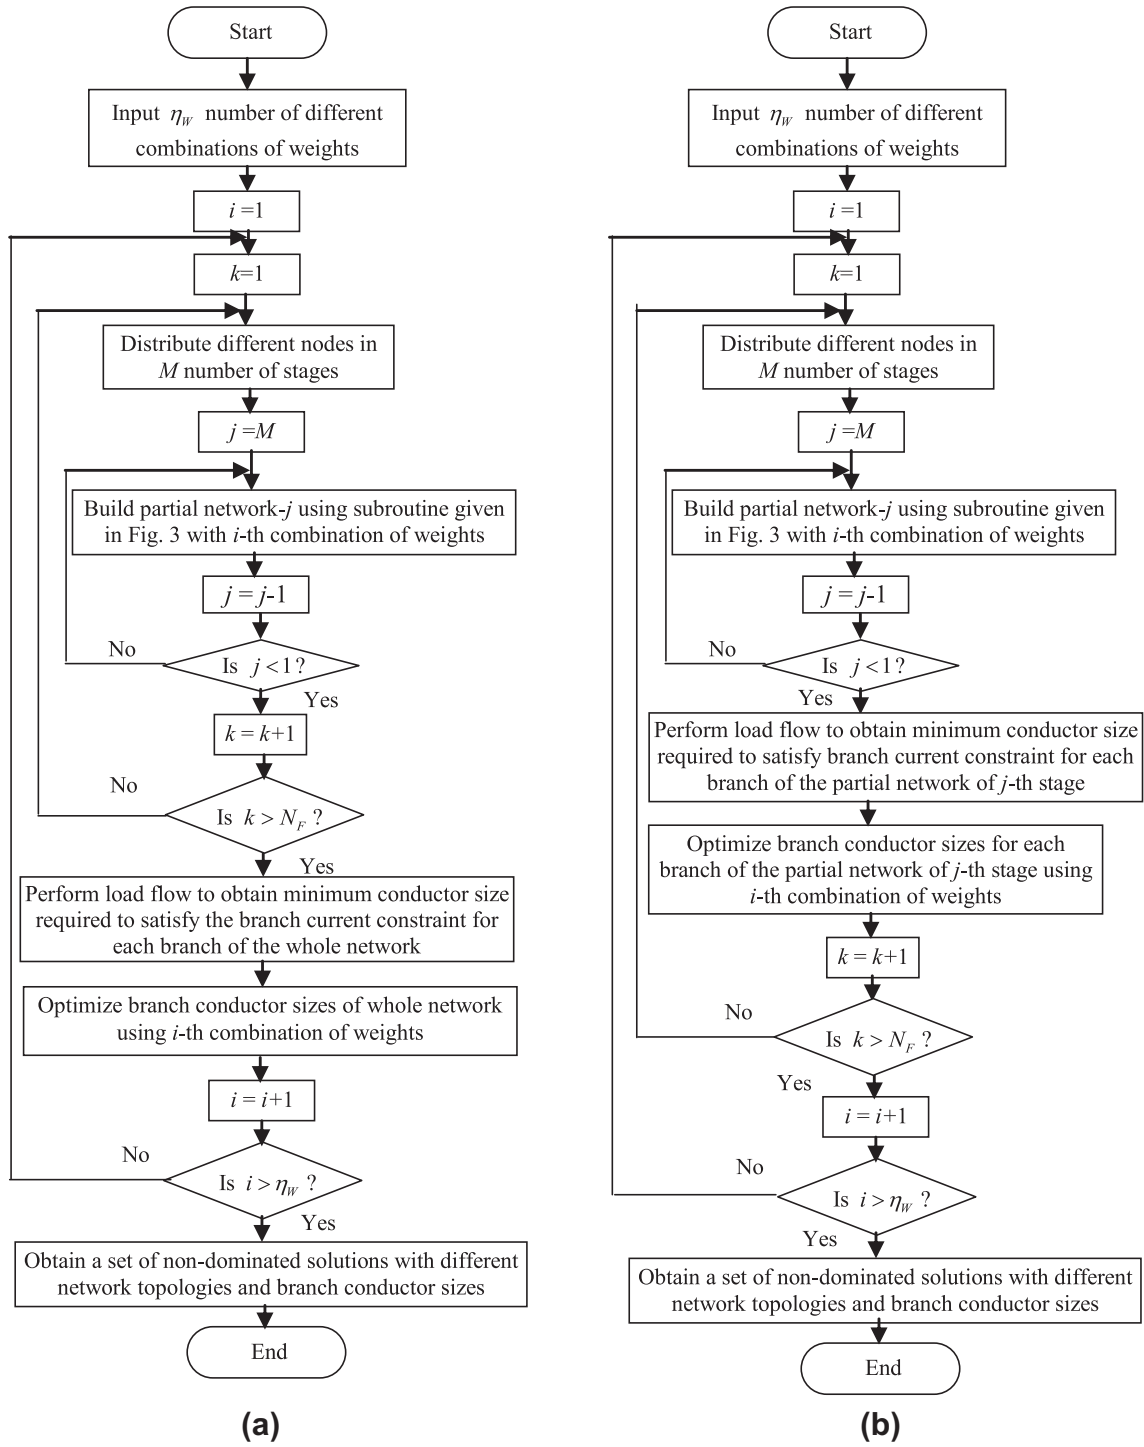 Start
Input η_W number of different
combinations of weights
i =1
k=1
Distribute different nodes in
M number of stages
j =M
Build partial network-j using subroutine given
in Fig. 3 with i-th combination of weights
j = j-1
No
Is j < 1 ?
Yes
k = k+1
No
Is k > N_F ?
Yes
Perform load flow to obtain minimum conductor size
required to satisfy the branch current constraint for
each branch of the whole network
Optimize branch conductor sizes of whole network
using i-th combination of weights
i = i+1
No
Is i > η_W ?
Yes
Obtain a set of non-dominated solutions with different
network topologies and branch conductor sizes
End
(a)
Start
Input η_W number of different
combinations of weights
i =1
k=1
Distribute different nodes in
M number of stages
j =M
Build partial network-j using subroutine given
in Fig. 3 with i-th combination of weights
j = j-1
No
Is j < 1 ?
Yes
Perform load flow to obtain minimum conductor size
required to satisfy branch current constraint for each
branch of the partial network of j-th stage
Optimize branch conductor sizes for each
branch of the partial network of j-th stage using
i-th combination of weights
k = k+1
No
Is k > N_F ?
Yes
i = i+1
No
Is i > η_W ?
Yes
Obtain a set of non-dominated solutions with different
network topologies and branch conductor sizes
End
(b)